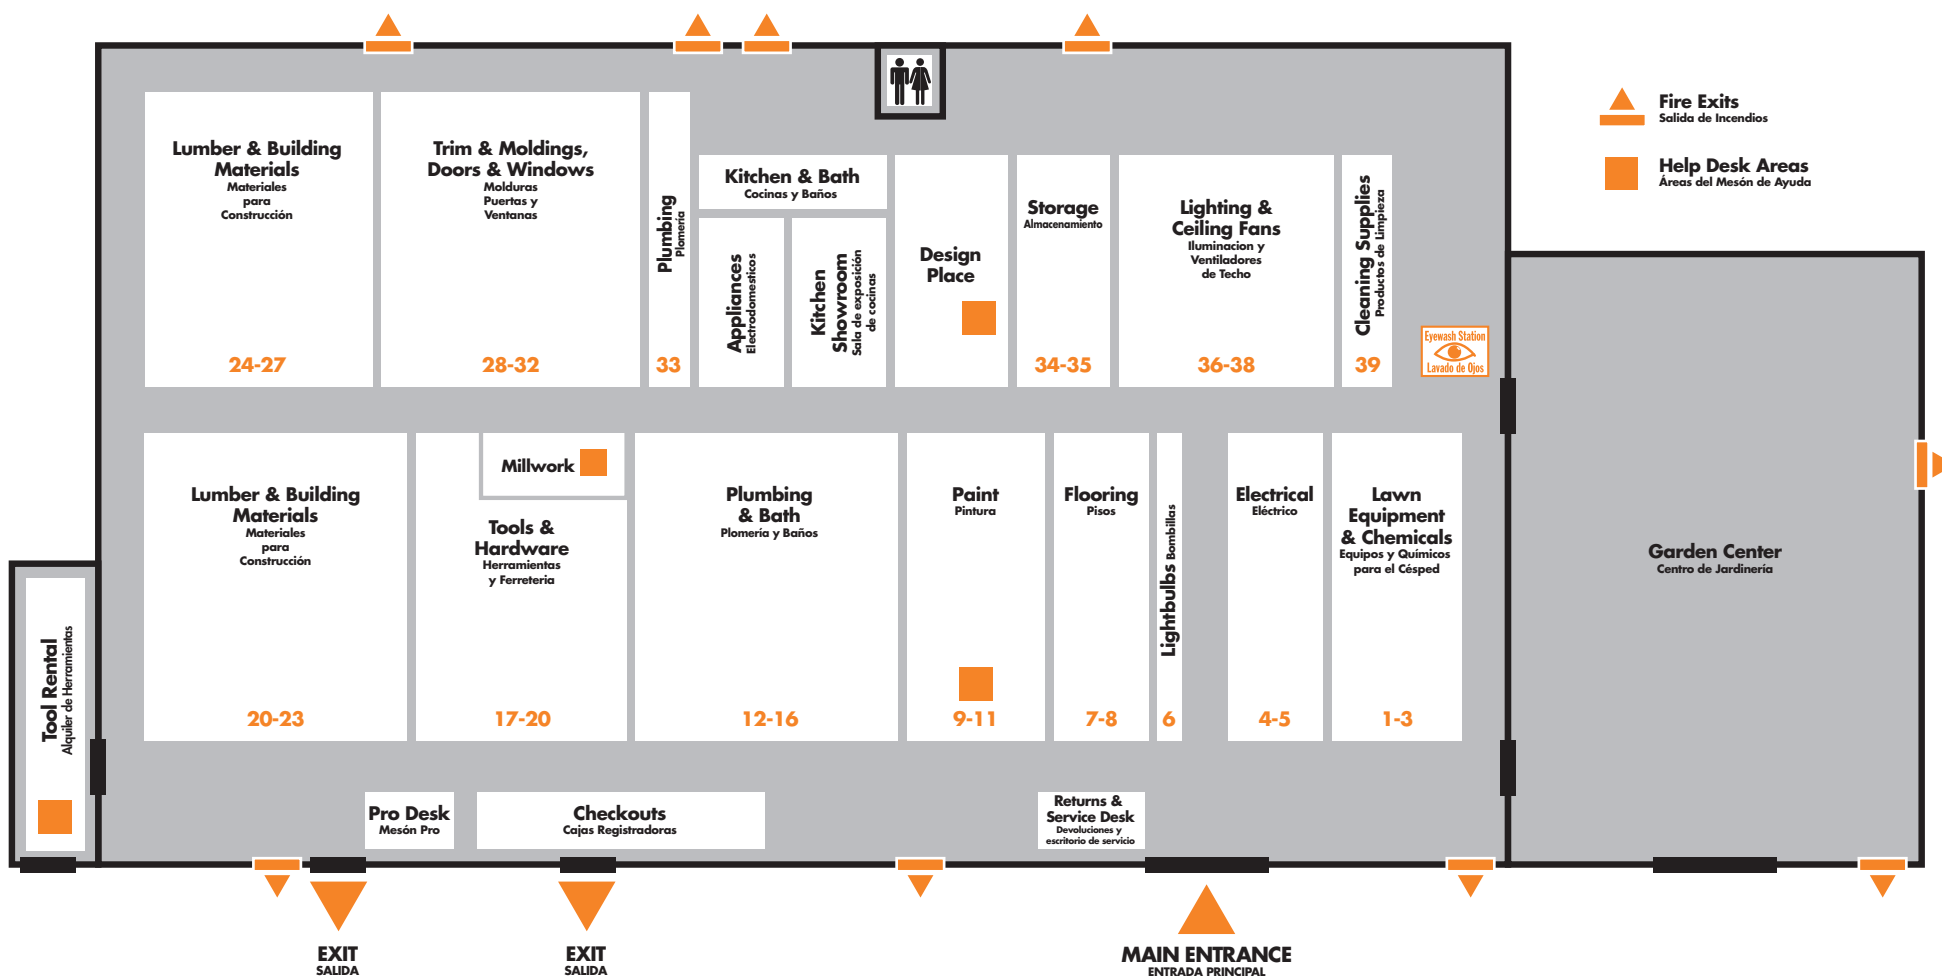 Fire Exits
Salida de Incendios
Help Desk Areas
Áreas del Mesón de Ayuda
Lumber & Building
Materials
Materiales
para
Construcción
24-27
Trim & Moldings,
Doors & Windows
Molduras
Puertas y
Ventanas
28-32
Plumbing
Plomería
33
Kitchen & Bath
Cocinas y Baños
Appliances
Electrodomesticos
Kitchen
Showroom
Sala de exposición
de cocinas
Design
Place
Storage
Almacenamiento
34-35
Lighting &
Ceiling Fans
Iluminacion y
Ventiladores
de Techo
36-38
Cleaning Supplies
Productos de Limpieza
39
Eyewash Station
Lavado de Ojos
Lumber & Building
Materials
Materiales
para
Construcción
20-23
Millwork
Tools &
Hardware
Herramientas
y Ferreteria
17-20
Plumbing
& Bath
Plomería y Baños
12-16
Paint
Pintura
9-11
Flooring
Pisos
7-8
Lightbulbs Bombillas
6
Electrical
Eléctrico
4-5
Lawn
Equipment
& Chemicals
Equipos y Químicos
para el Césped
1-3
Garden Center
Centro de Jardinería
Tool Rental
Alquiler de Herramientas
Pro Desk
Mesón Pro
Checkouts
Cajas Registradoras
Returns &
Service Desk
Devoluciones y
escritorio de servicio
EXIT
SALIDA
EXIT
SALIDA
MAIN ENTRANCE
ENTRADA PRINCIPAL